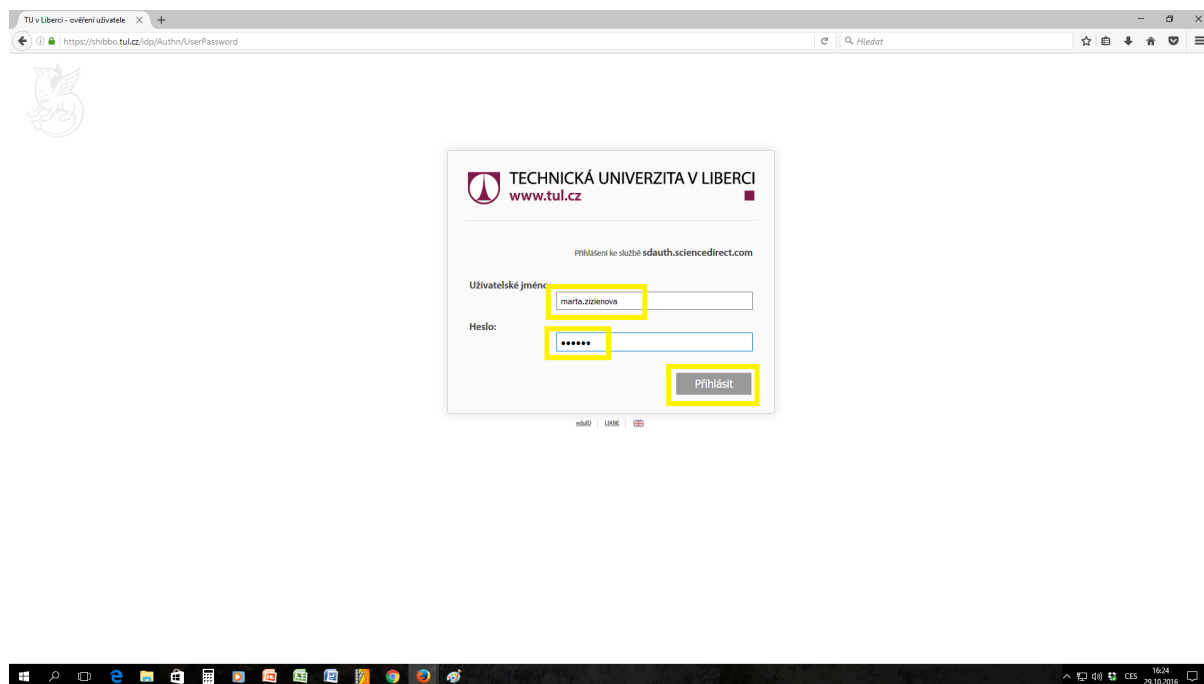 TU v Liberci - ověření uživatele
https://shibbo.tul.cz/idp/Authn/UserPassword
Hledat
TECHNICKÁ UNIVERZITA V LIBERCI
www.tul.cz
Přihlášení ke službě sdauth.sciencedirect.com
Uživatelské jméno:
marta.zizienova
Heslo:
Přihlásit
eduID | LIANE
CES
16:24
29.10.2016